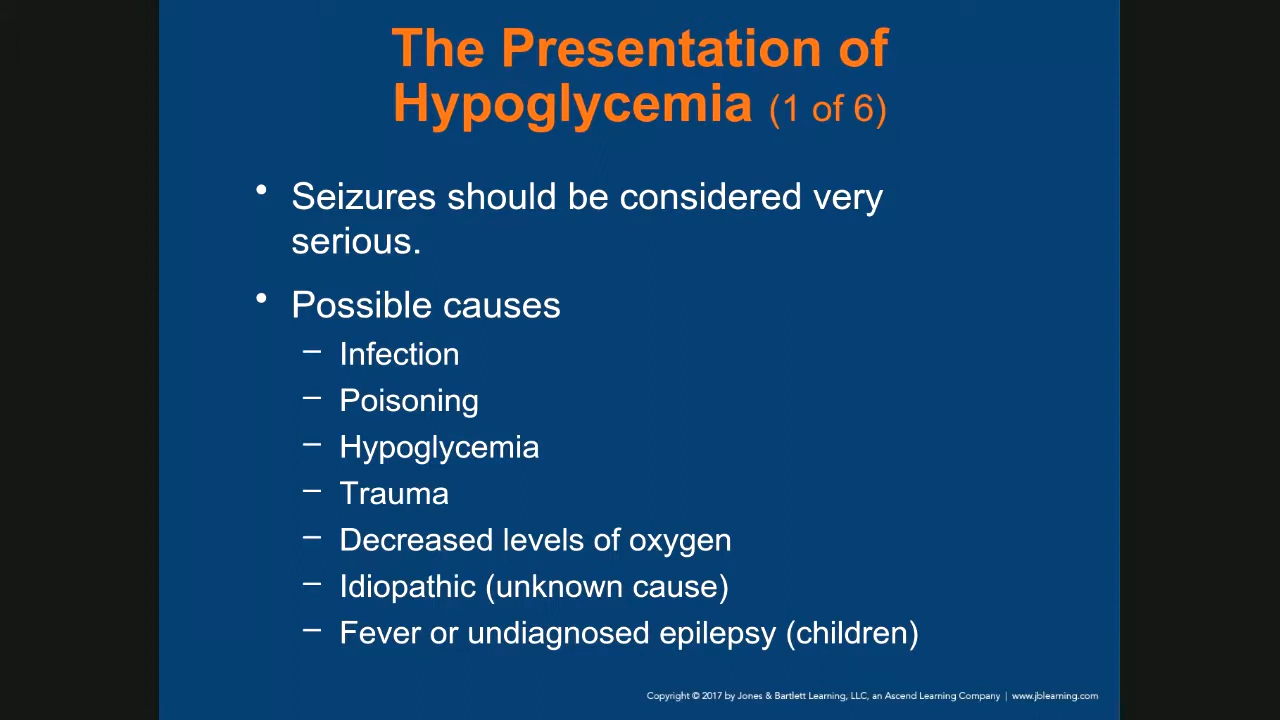 The Presentation of
Hypoglycemia (1 of 6)
• Seizures should be considered very
serious.
• Possible causes
– Infection
– Poisoning
– Hypoglycemia
– Trauma
– Decreased levels of oxygen
– Idiopathic (unknown cause)
– Fever or undiagnosed epilepsy (children)
Copyright © 2017 by Jones & Bartlett Learning, LLC, an Ascend Learning Company | www.jblearning.com